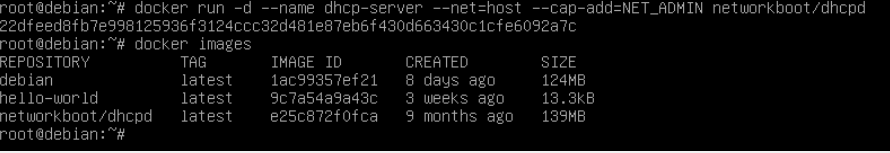 root@debian:~# docker run -d --name dhcp-server --net=host --cap-add=NET_ADMIN networkboot/dhcpd
22dfeed8fb7e998125936f3124ccc32d481e87eb6f430d663430c1cfe6092a7c
root@debian:~# docker images
REPOSITORY TAG IMAGE ID CREATED SIZE
debian latest 1ac99357ef21 8 days ago 124MB
hello-world latest 9c7a54a9a43c 3 weeks ago 13.3kB
networkboot/dhcpd latest e25c872f0fca 9 months ago 139MB
root@debian:~#